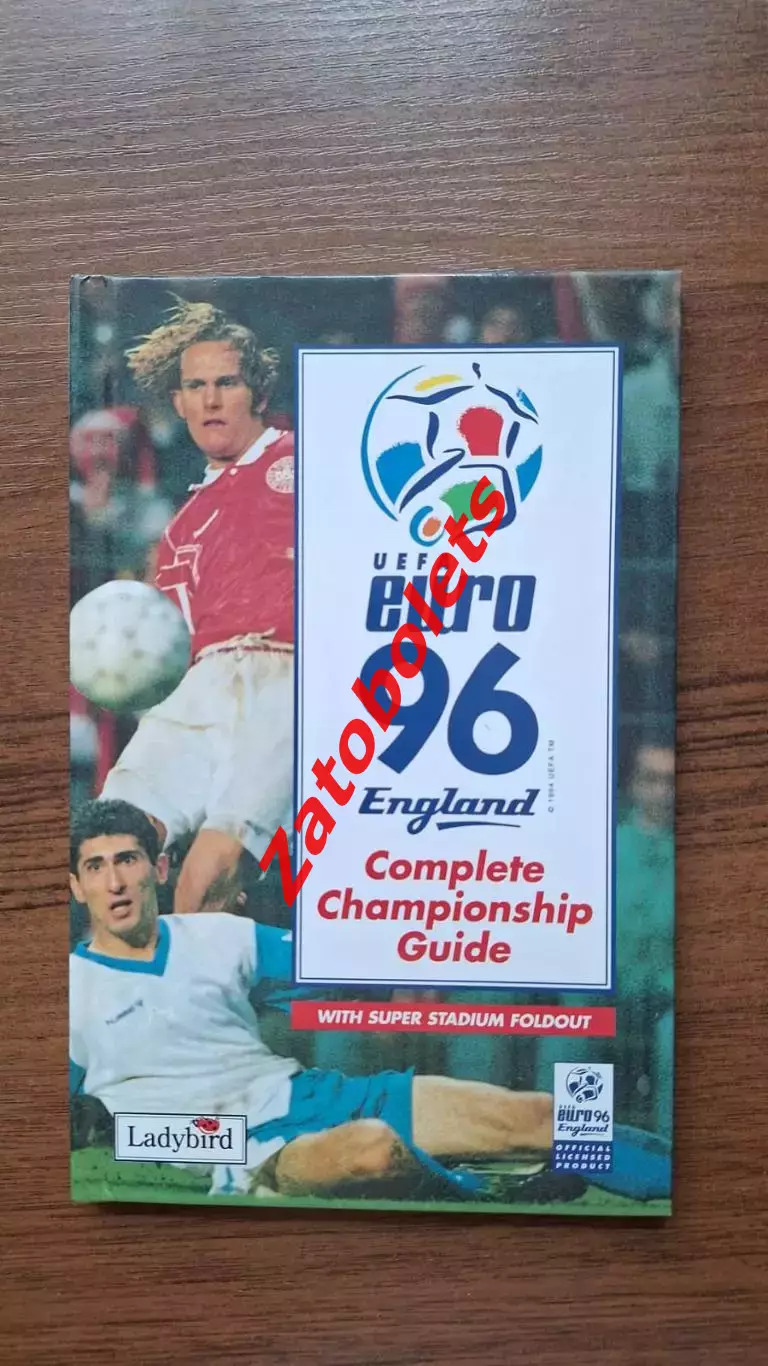 UEFA
euro
96
England
© 1994 UEFA TM
Complete
Championship
Guide
WITH SUPER STADIUM FOLDOUT
Ladybird
UEFA
euro 96
England
OFFICIAL
LICENSED
PRODUCT
Zatobolets